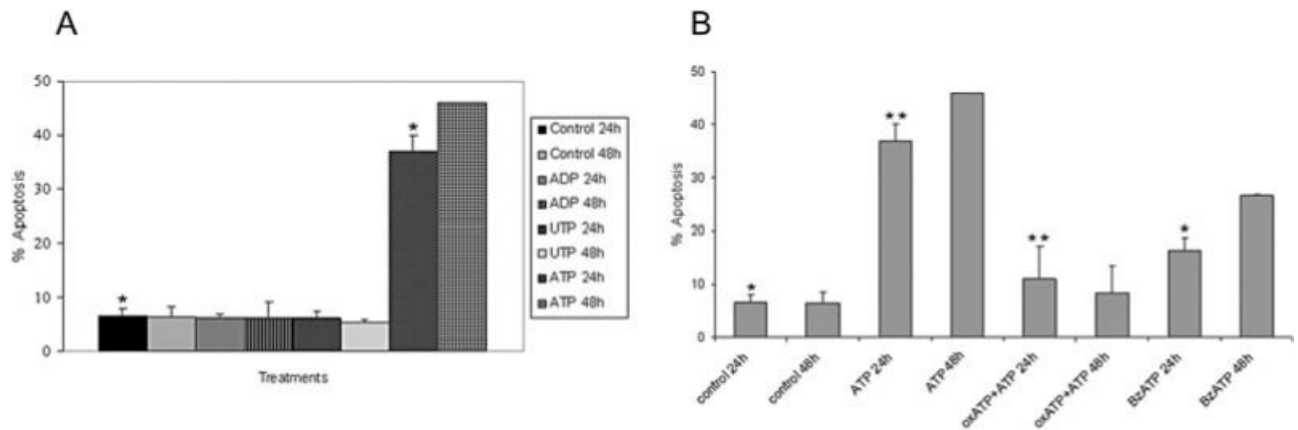 A
50
40
30
20
10
0
% Apoptosis
*
*
Treatments
Control 24h
Control 48h
ADP 24h
ADP 48h
UTP 24h
UTP 48h
ATP 24h
ATP 48h
B
50
40
30
20
10
0
% Apoptosis
*
**
**
*
control 24h
control 48h
ATP 24h
ATP 48h
oxATP+ATP 24h
oxATP+ATP 48h
BzATP 24h
BzATP 48h